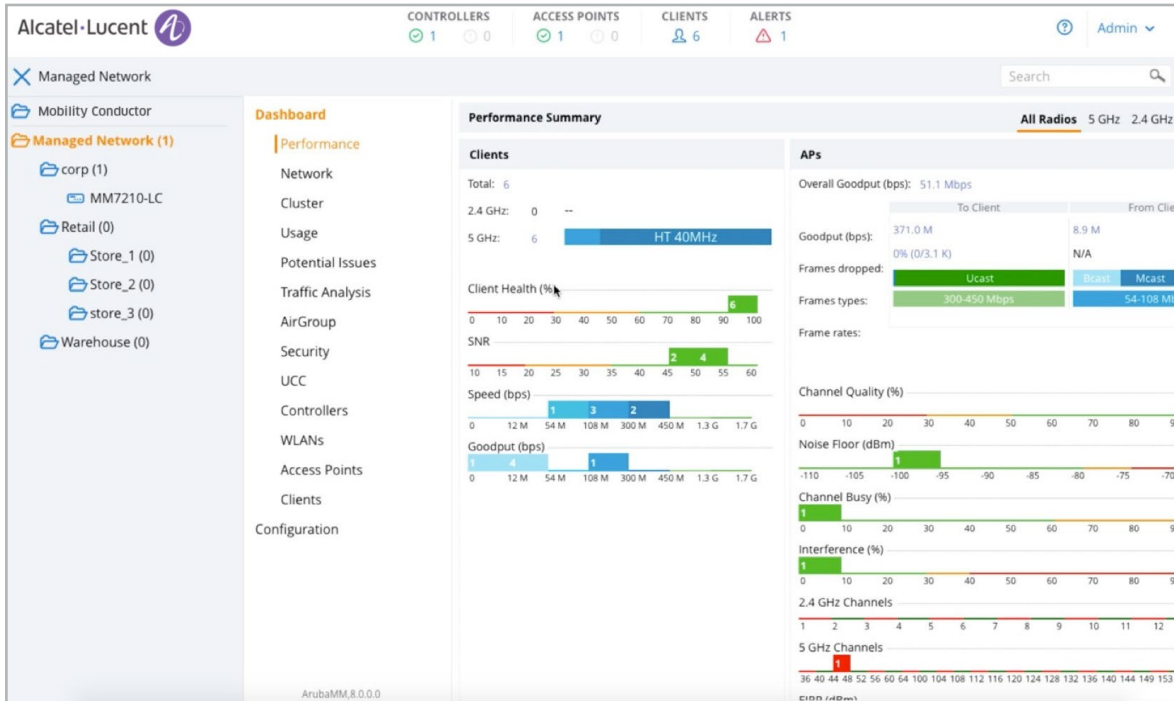 Alcatel·Lucent
CONTROLLERS ACCESS POINTS CLIENTS ALERTS
1 0 1 0 6 1
Admin
Managed Network
Search
Mobility Conductor
Managed Network (1)
corp (1)
MM7210-LC
Retail (0)
Store_1 (0)
Store_2 (0)
store_3 (0)
Warehouse (0)
Dashboard
Performance
Network
Cluster
Usage
Potential Issues
Traffic Analysis
AirGroup
Security
UCC
Controllers
WLANs
Access Points
Clients
Configuration
ArubaMM,8.0.0.0
Performance Summary
All Radios 5 GHz 2.4 GHz
Clients
Total: 6
2.4 GHz: 0 --
5 GHz: 6 HT 40MHz
Client Health (%)
6
0 10 20 30 40 50 60 70 80 90 100
SNR
2 4
10 15 20 25 30 35 40 45 50 55 60
Speed (bps)
1 3 2
0 12 M 54 M 108 M 300 M 450 M 1.3 G 1.7 G
Goodput (bps)
1 4 1
0 12 M 54 M 108 M 300 M 450 M 1.3 G 1.7 G
APs
Overall Goodput (bps): 51.1 Mbps
To Client From Clie
Goodput (bps): 371.0 M 8.9 M
0% (0/3.1 K) N/A
Frames dropped:
Ucast Bcast Mcast
Frames types: 300-450 Mbps 54-108 Mb
Frame rates:
Channel Quality (%)
0 10 20 30 40 50 60 70 80 9
Noise Floor (dBm)
1
-110 -105 -100 -95 -90 -85 -80 -75 -70
Channel Busy (%)
1
0 10 20 30 40 50 60 70 80 9
Interference (%)
1
0 10 20 30 40 50 60 70 80 9
2.4 GHz Channels
1 2 3 4 5 6 7 8 9 10 11 12
5 GHz Channels
1
36 40 44 48 52 56 60 64 100 104 108 112 116 120 124 128 132 136 140 144 149 153
EIRP (dBm)